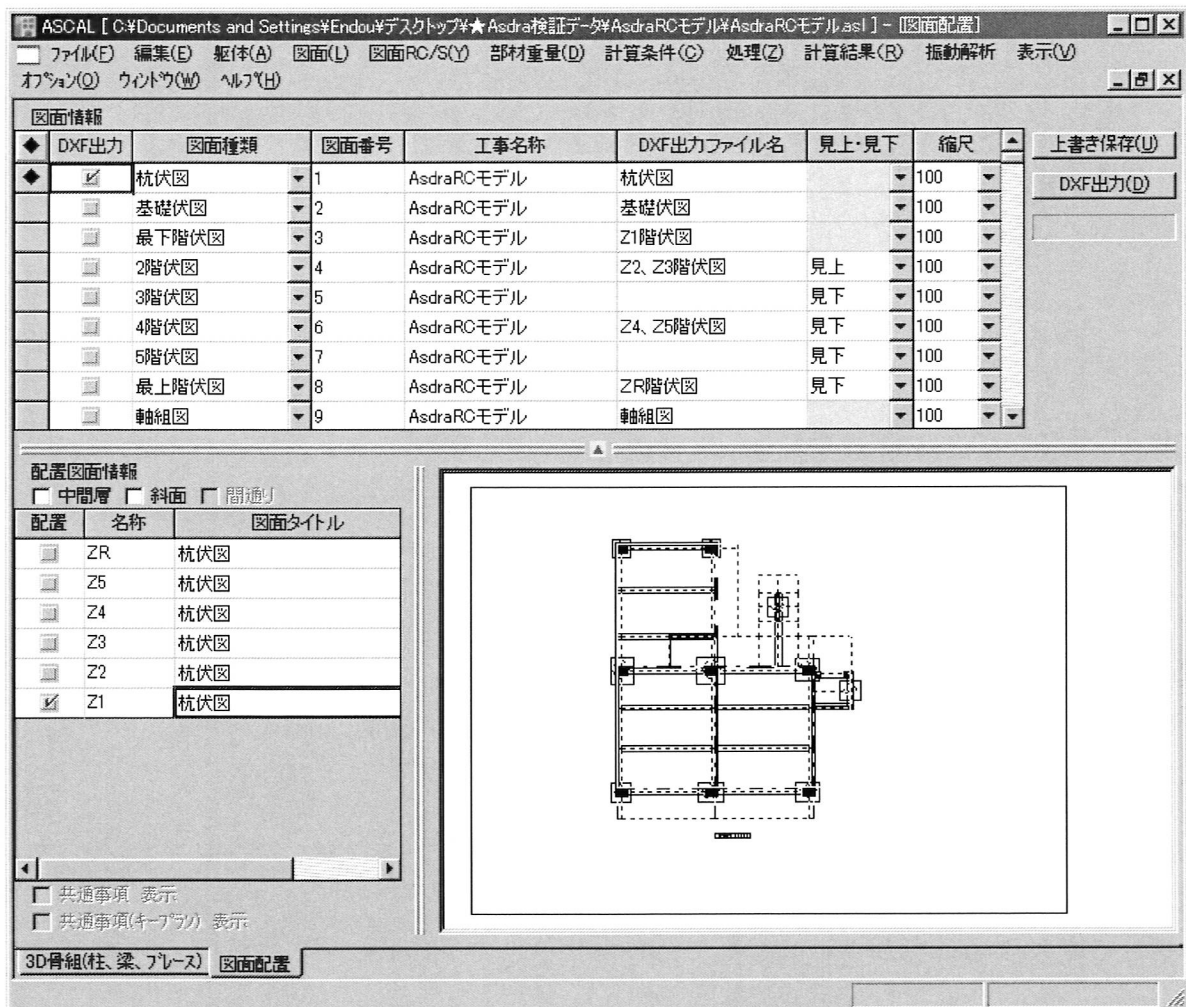 ASCAL [ C:¥Documents and Settings¥Endou¥デスクトップ¥★Asdra検証データ¥AsdraRCモデル¥AsdraRCモデル.asl ] - [図面配置]
ファイル(F) 編集(E) 躯体(A) 図面(L) 図面RC/S(Y) 部材重量(D) 計算条件(C) 処理(Z) 計算結果(R) 振動解析 表示(V)
オプション(O) ウィンドウ(W) ヘルプ(H)
図面情報
DXF出力 図面種類 図面番号 工事名称 DXF出力ファイル名 見上・見下 縮尺 上書き保存(U)
杭伏図 1 AsdraRCモデル 杭伏図 100 DXF出力(D)
基礎伏図 2 AsdraRCモデル 基礎伏図 100
最下階伏図 3 AsdraRCモデル Z1階伏図 100
2階伏図 4 AsdraRCモデル Z2、Z3階伏図 見上 100
3階伏図 5 AsdraRCモデル 見下 100
4階伏図 6 AsdraRCモデル Z4、Z5階伏図 見下 100
5階伏図 7 AsdraRCモデル 見下 100
最上階伏図 8 AsdraRCモデル ZR階伏図 見下 100
軸組図 9 AsdraRCモデル 軸組図 100
配置図面情報
中間層 斜面 間通り
配置 名称 図面タイトル
ZR 杭伏図
Z5 杭伏図
Z4 杭伏図
Z3 杭伏図
Z2 杭伏図
Z1 杭伏図
共通事項 表示
共通事項(キープラン) 表示
3D骨組(柱、梁、ブレース) 図面配置